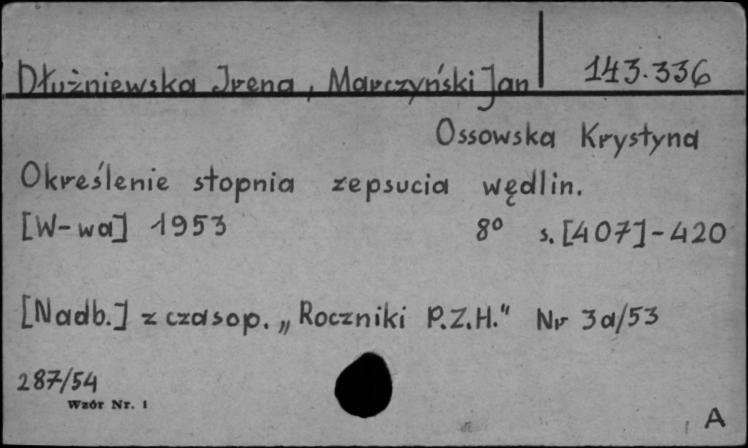 Dłużniewska Irena, Marczyński Jan 143.336
Ossowska Krystyna
Określenie stopnia zepsucia wędlin.
[W-wa] 1953 8° s. [407]-420
[Nadb.] z czasop. „Roczniki P.Z.H." Nr 3a/53
287/54
Wzór Nr. 1
A